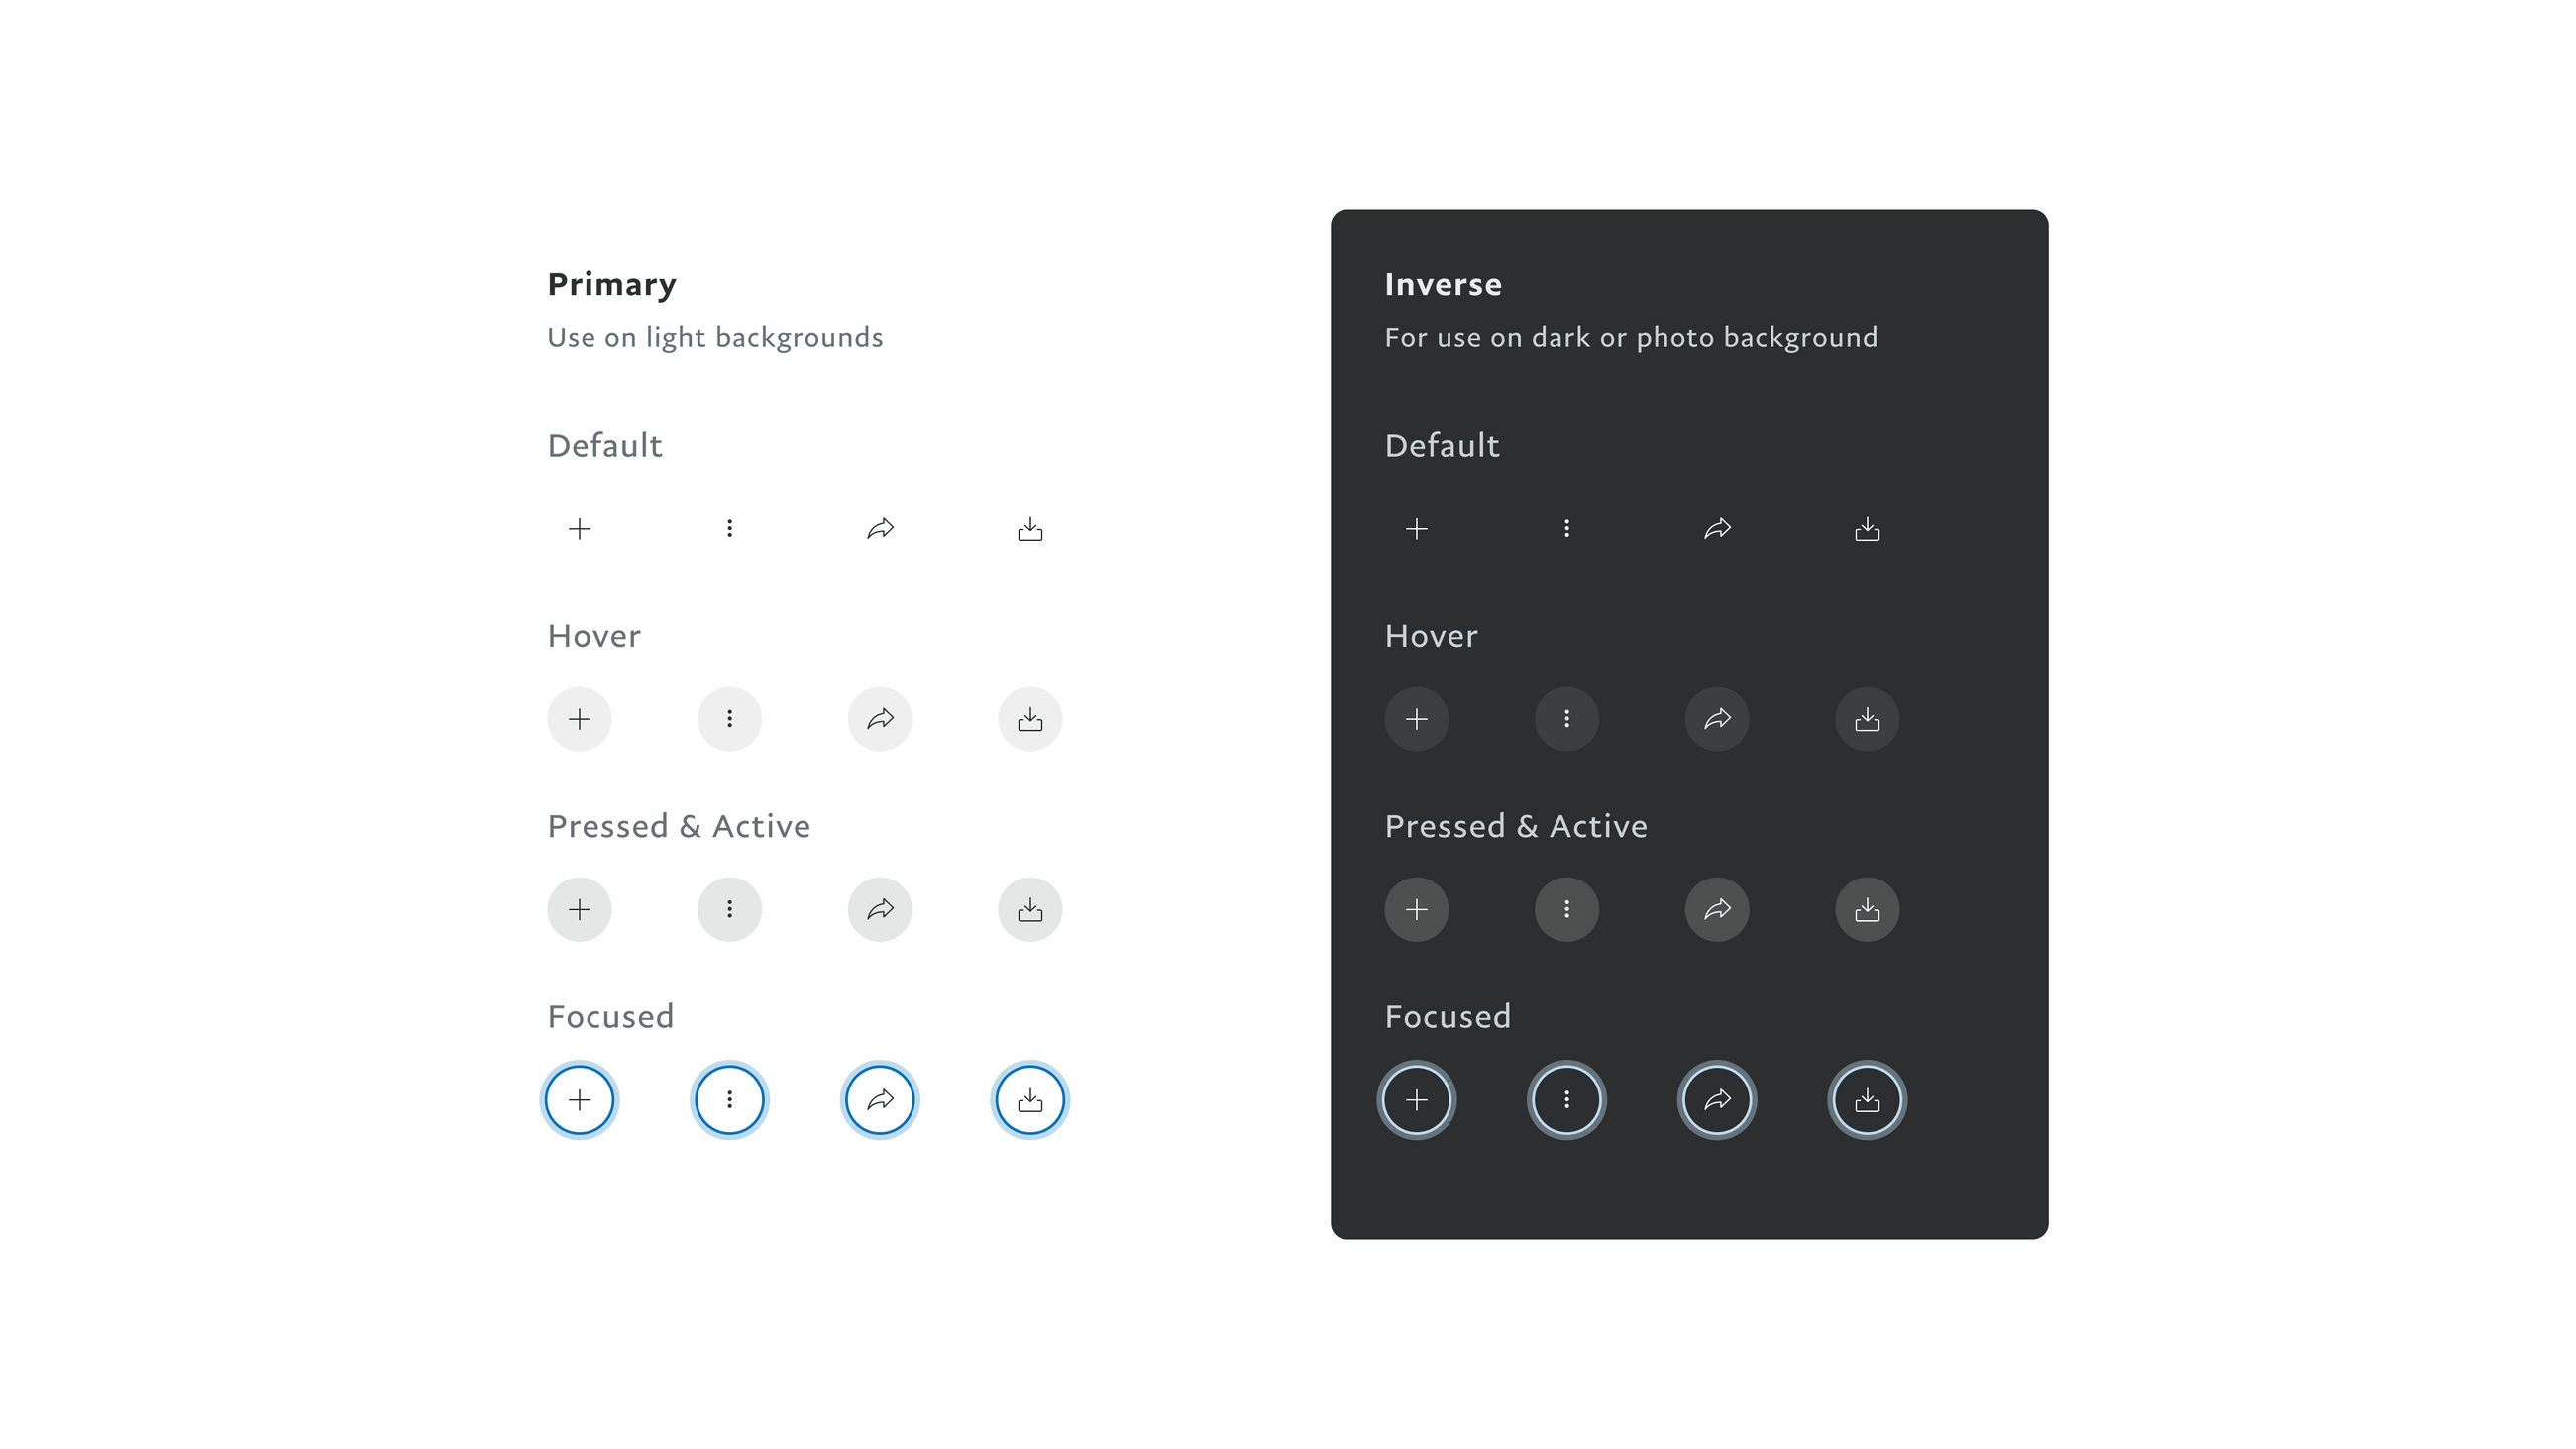 Primary
Use on light backgrounds
Default
Hover
Pressed & Active
Focused
Inverse
For use on dark or photo background
Default
Hover
Pressed & Active
Focused